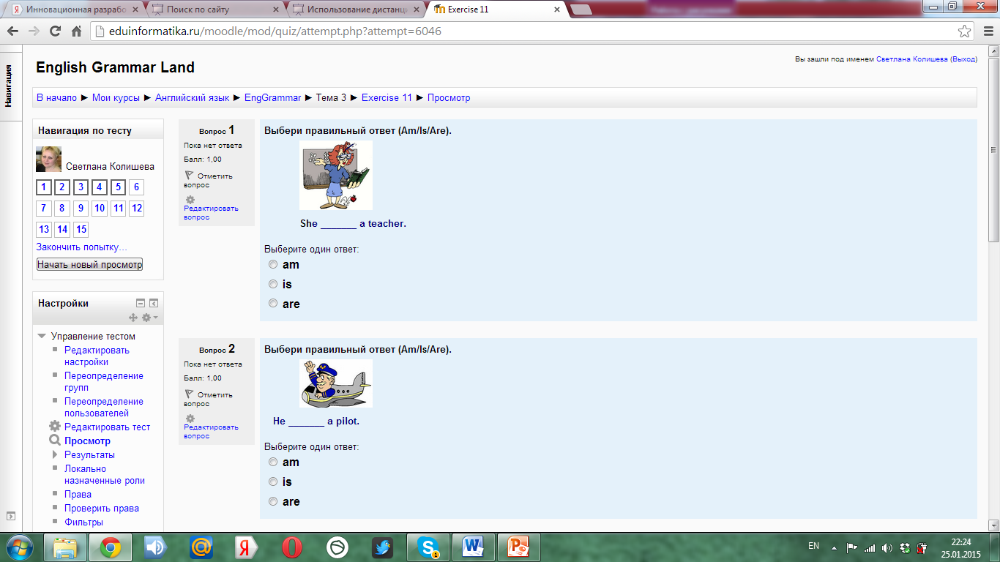 Инновационная разрабо
Поиск по сайту
Использование дистанц
Exercise 11
eduinformatika.ru/moodle/mod/quiz/attempt.php?attempt=6046
Навигация
English Grammar Land
Вы зашли под именем Светлана Колишева (Выход)
В начало ► Мои курсы ► Английский язык ► EngGrammar ► Тема 3 ► Exercise 11 ► Просмотр
Навигация по тесту
Светлана Колишева
1 2 3 4 5 6
7 8 9 10 11 12
13 14 15
Закончить попытку...
Начать новый просмотр
Настройки
Управление тестом
Редактировать
настройки
Переопределение
групп
Переопределение
пользователей
Редактировать тест
Просмотр
Результаты
Локально
назначенные роли
Права
Проверить права
Фильтры
Вопрос 1
Пока нет ответа
Балл: 1,00
Отметить
вопрос
Редактировать
вопрос
Выбери правильный ответ (Am/Is/Are).
She _______ a teacher.
Выберите один ответ:
am
is
are
Вопрос 2
Пока нет ответа
Балл: 1,00
Отметить
вопрос
Редактировать
вопрос
Выбери правильный ответ (Am/Is/Are).
He _______ a pilot.
Выберите один ответ:
am
is
are
EN
22:24
25.01.2015